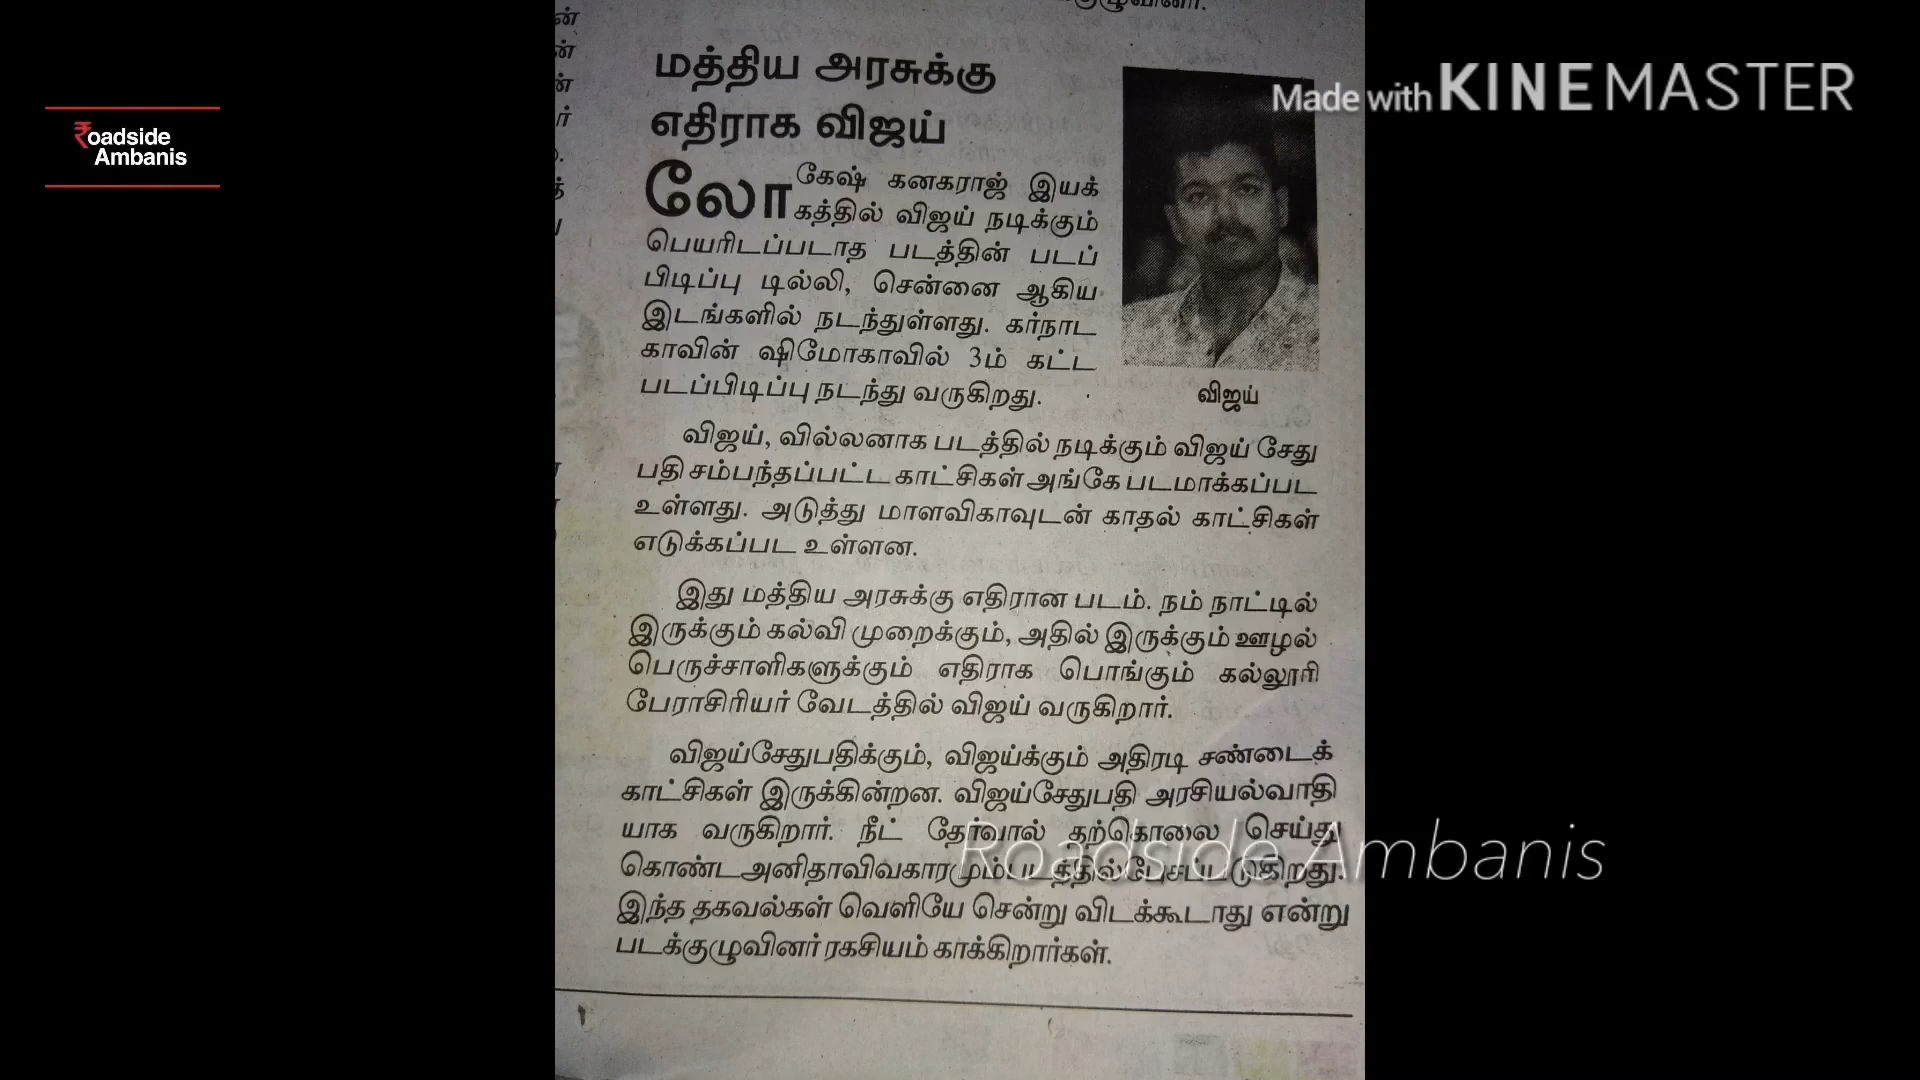 Roadside
Ambanis
Made with KINEMASTER
மத்திய அரசுக்கு
எதிராக விஜய்
லோகேஷ் கனகராஜ் இயக்
கத்தில் விஜய் நடிக்கும்
பெயரிடப்படாத படத்தின் படப்
பிடிப்பு டில்லி, சென்னை ஆகிய
இடங்களில் நடந்துள்ளது. கர்நாட
காவின் ஷிமோகாவில் 3ம் கட்ட
படப்பிடிப்பு நடந்து வருகிறது.
விஜய்
விஜய், வில்லனாக படத்தில் நடிக்கும் விஜய் சேது
பதி சம்பந்தப்பட்ட காட்சிகள் அங்கே படமாக்கப்பட
உள்ளது. அடுத்து மாளவிகாவுடன் காதல் காட்சிகள்
எடுக்கப்பட உள்ளன.
இது மத்திய அரசுக்கு எதிரான படம். நம் நாட்டில்
இருக்கும் கல்வி முறைக்கும், அதில் இருக்கும் ஊழல்
பெருச்சாளிகளுக்கும் எதிராக பொங்கும் கல்லூரி
பேராசிரியர் வேடத்தில் விஜய் வருகிறார்.
விஜய்சேதுபதிக்கும், விஜய்க்கும் அதிரடி சண்டைக்
காட்சிகள் இருக்கின்றன. விஜய்சேதுபதி அரசியல்வாதி
யாக வருகிறார். நீட் தேர்வால் தற்கொலை செய்து
கொண்ட அனிதா விவகாரமும் படத்தில் பேசப்படுகிறது.
இந்த தகவல்கள் வெளியே சென்று விடக்கூடாது என்று
படக்குழுவினர் ரகசியம் காக்கிறார்கள்.
Roadside Ambanis